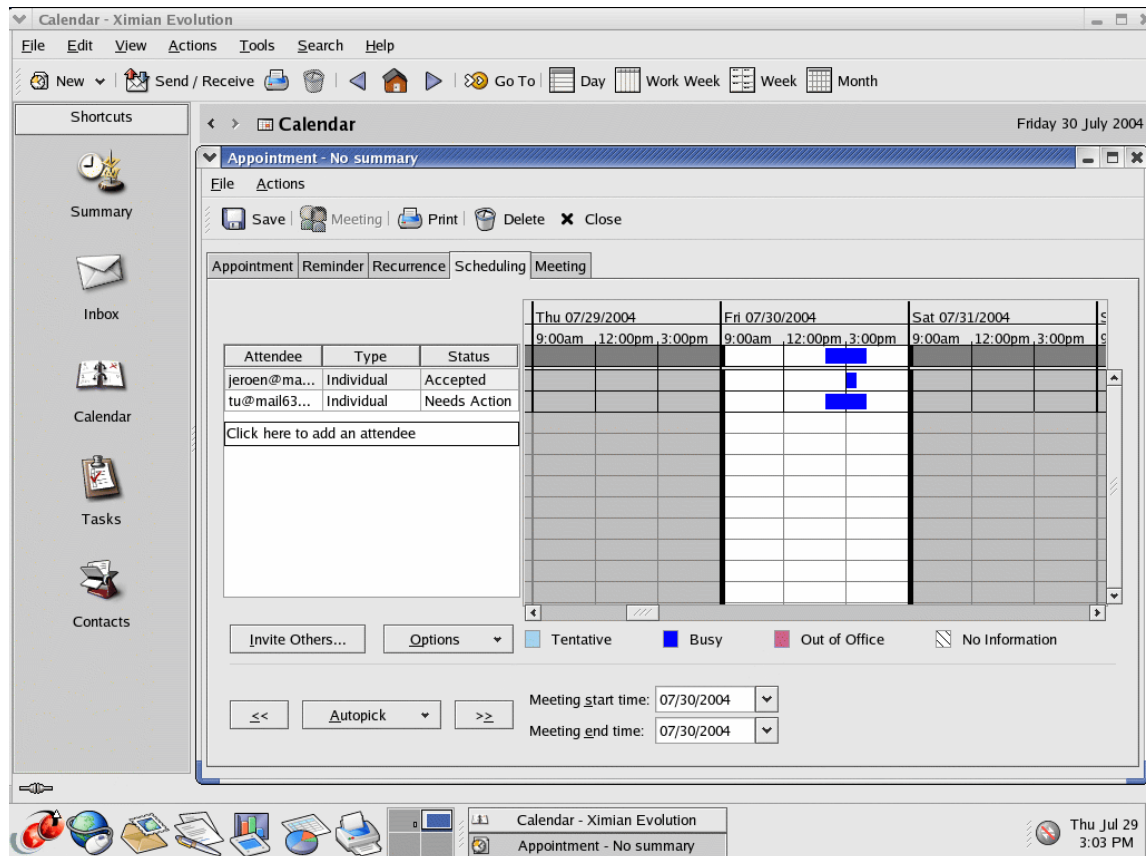 Calendar - Ximian Evolution
File Edit View Actions Tools Search Help
New Send / Receive Go To Day Work Week Week Month
Shortcuts
Calendar
Friday 30 July 2004
Summary
Inbox
Calendar
Tasks
Contacts
Appointment - No summary
File Actions
Save Meeting Print Delete Close
Appointment Reminder Recurrence Scheduling Meeting
Thu 07/29/2004 Fri 07/30/2004 Sat 07/31/2004 S
9:00am 12:00pm 3:00pm 9:00am 12:00pm 3:00pm 9:00am 12:00pm 3:00pm 9
Attendee Type Status
jeroen@ma... Individual Accepted
tu@mail63... Individual Needs Action
Click here to add an attendee
Invite Others... Options
Tentative Busy Out of Office No Information
<< Autopick >>
Meeting start time: 07/30/2004
Meeting end time: 07/30/2004
Calendar - Ximian Evolution
Appointment - No summary
Thu Jul 29
3:03 PM